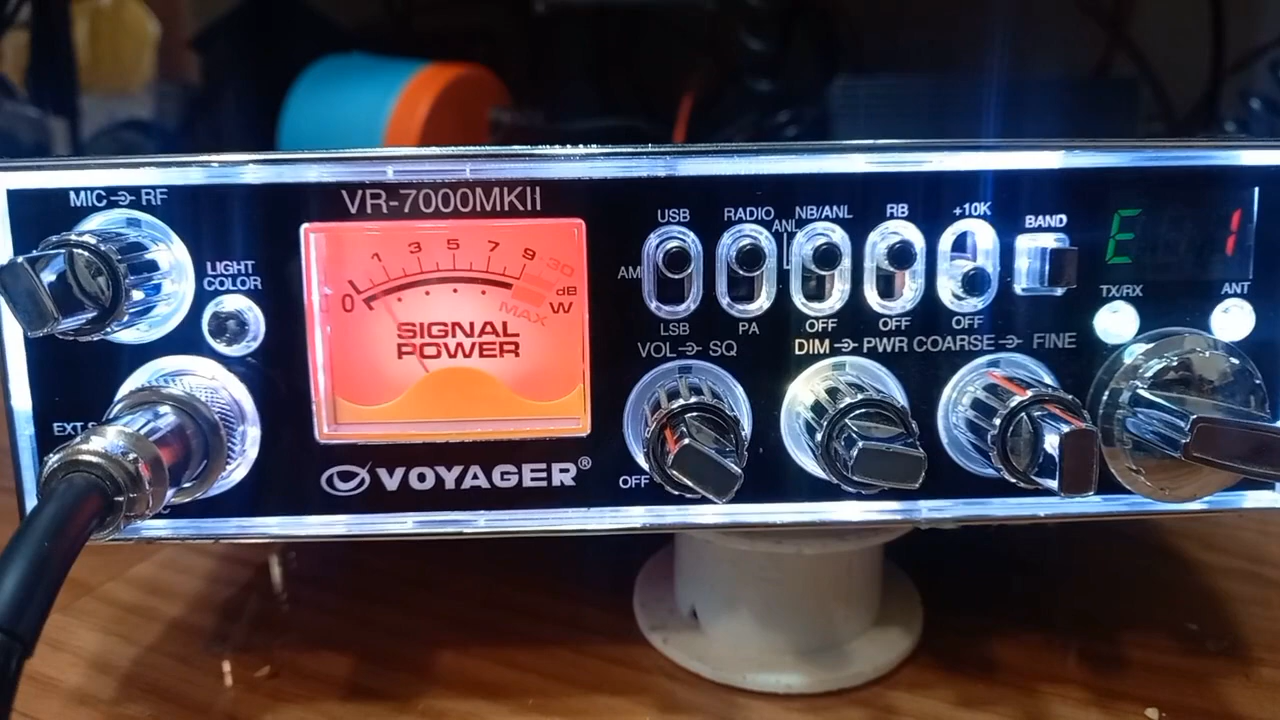 MIC RF
VR-7000MKII
LIGHT
COLOR
1 3 5 7 9 30
0 dB
MAX W
SIGNAL
POWER
VOYAGER®
EXT
USB
AM
LSB
RADIO
PA
NB/ANL
ANL
OFF
RB
OFF
+10K
OFF
BAND
E 1
TX/RX
ANT
VOL SQ
OFF
DIM PWR
COARSE FINE